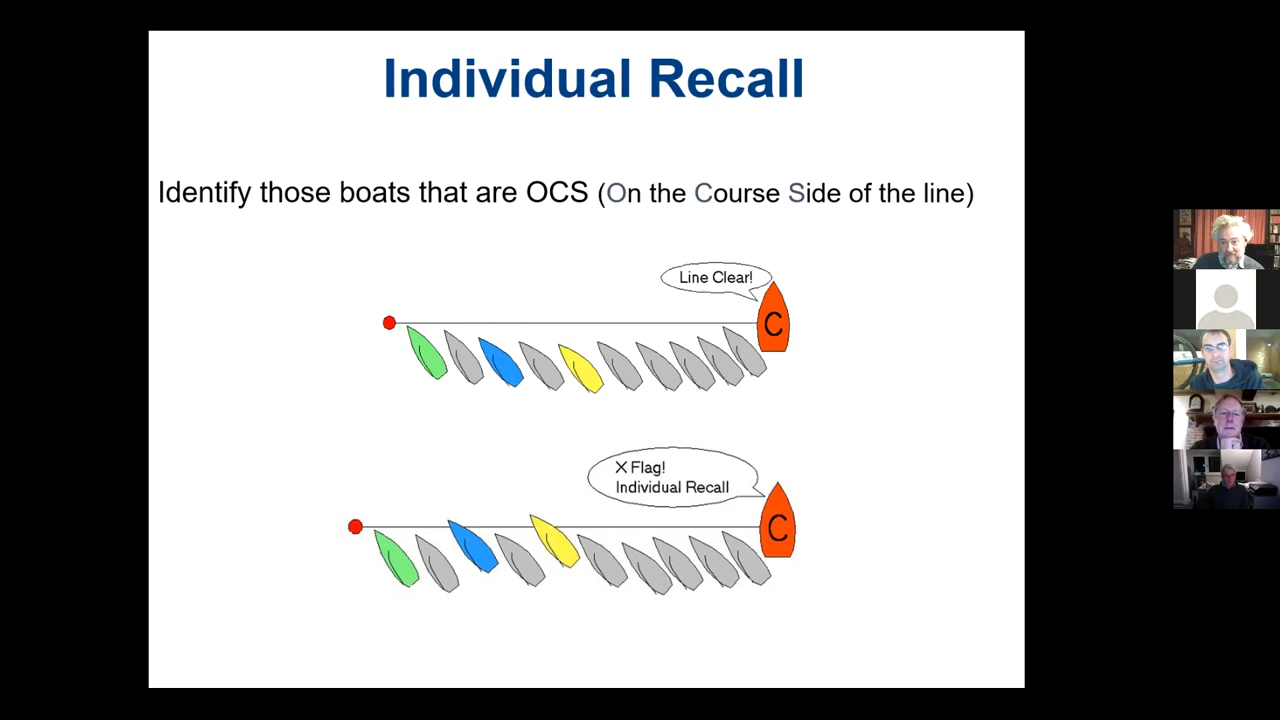 Individual Recall
Identify those boats that are OCS (On the Course Side of the line)
Line Clear!
C
X Flag!
Individual Recall
C